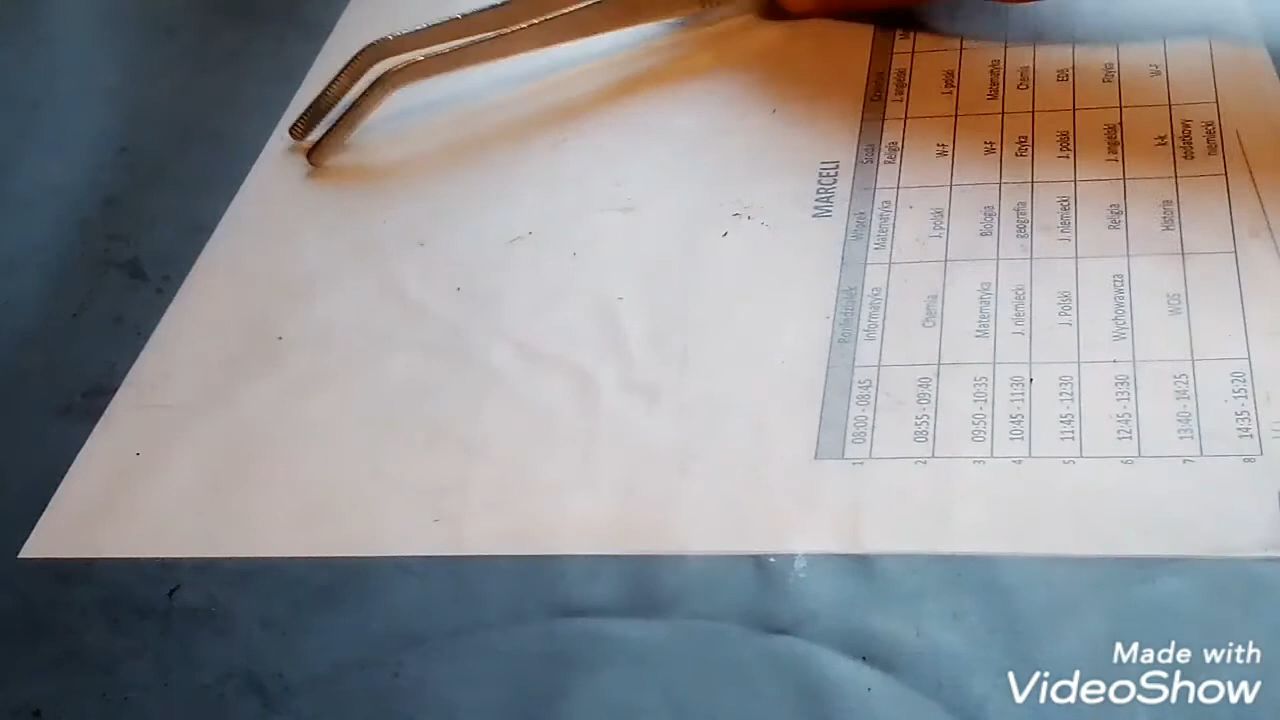 MARCELI
Poniedziałek Wtorek Środa Czwartek
1 08:00 - 08:45 Informatyka Matematyka Religia J. angielski
2 08:55 - 09:40 Chemia J. polski W-F J. polski
3 09:50 - 10:35 Matematyka Biologia W-F Matematyka
4 10:45 - 11:30 J. niemiecki geografia Fizyka Chemia
5 11:45 - 12:30 J. Polski J. niemiecki J. polski EDB
6 12:45 - 13:30 Wychowawcza Religia J. angielski Fizyka
7 13:40 - 14:25 WOS Historia k-k W-F
8 14:35 - 15:20 dodatkowy
niemiecki
Made with
VideoShow